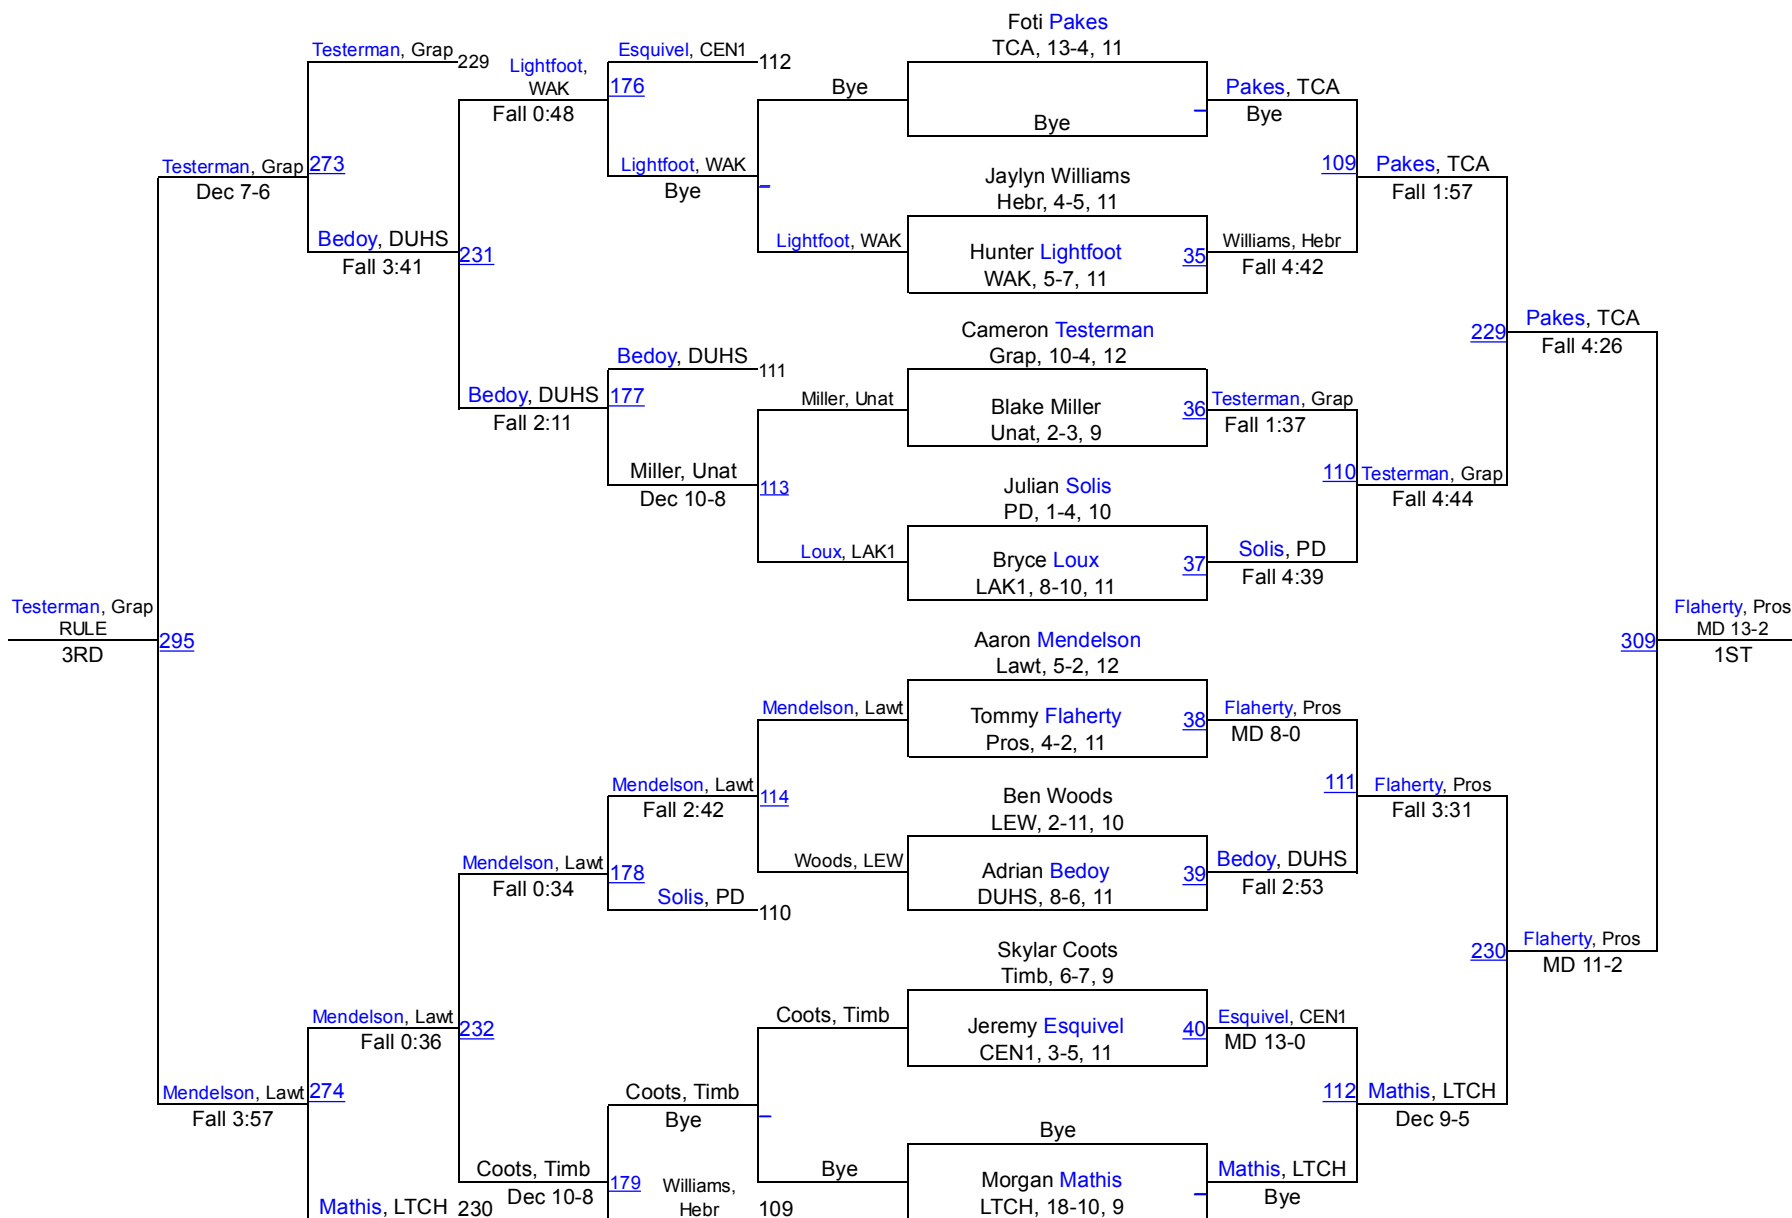 Foti Pakes
TCA, 13-4, 11
Testerman, Grap
229
Lightfoot,
WAK
Fall 0:48
Esquivel, CEN1
112
176
Bye
Bye
Pakes, TCA
Bye
Testerman, Grap
Dec 7-6
273
Lightfoot, WAK
Bye
Jaylyn Williams
Hebr, 4-5, 11
109
Pakes, TCA
Fall 1:57
Bedoy, DUHS
Fall 3:41
231
Lightfoot, WAK
Hunter Lightfoot
WAK, 5-7, 11
35
Williams, Hebr
Fall 4:42
Cameron Testerman
Grap, 10-4, 12
229
Pakes, TCA
Fall 4:26
Bedoy, DUHS
111
Bedoy, DUHS
Fall 2:11
177
Miller, Unat
Blake Miller
Unat, 2-3, 9
36
Testerman, Grap
Fall 1:37
Miller, Unat
Dec 10-8
113
Julian Solis
PD, 1-4, 10
110
Testerman, Grap
Fall 4:44
Loux, LAK1
Bryce Loux
LAK1, 8-10, 11
37
Solis, PD
Fall 4:39
Testerman, Grap
RULE
3RD
295
Aaron Mendelson
Lawt, 5-2, 12
309
Flaherty, Pros
MD 13-2
1ST
Mendelson, Lawt
Tommy Flaherty
Pros, 4-2, 11
38
Flaherty, Pros
MD 8-0
Mendelson, Lawt
Fall 2:42
114
Ben Woods
LEW, 2-11, 10
111
Flaherty, Pros
Fall 3:31
Mendelson, Lawt
Fall 0:34
178
Woods, LEW
Adrian Bedoy
DUHS, 8-6, 11
39
Bedoy, DUHS
Fall 2:53
Solis, PD
110
Skylar Coots
Timb, 6-7, 9
230
Flaherty, Pros
MD 11-2
Mendelson, Lawt
Fall 0:36
232
Coots, Timb
Jeremy Esquivel
CEN1, 3-5, 11
40
Esquivel, CEN1
MD 13-0
Mendelson, Lawt
Fall 3:57
274
Coots, Timb
Bye
Bye
112
Mathis, LTCH
Dec 9-5
Coots, Timb
Dec 10-8
179
Bye
Morgan Mathis
LTCH, 18-10, 9
Mathis, LTCH
Bye
Mathis, LTCH
230
Williams,
Hebr
109